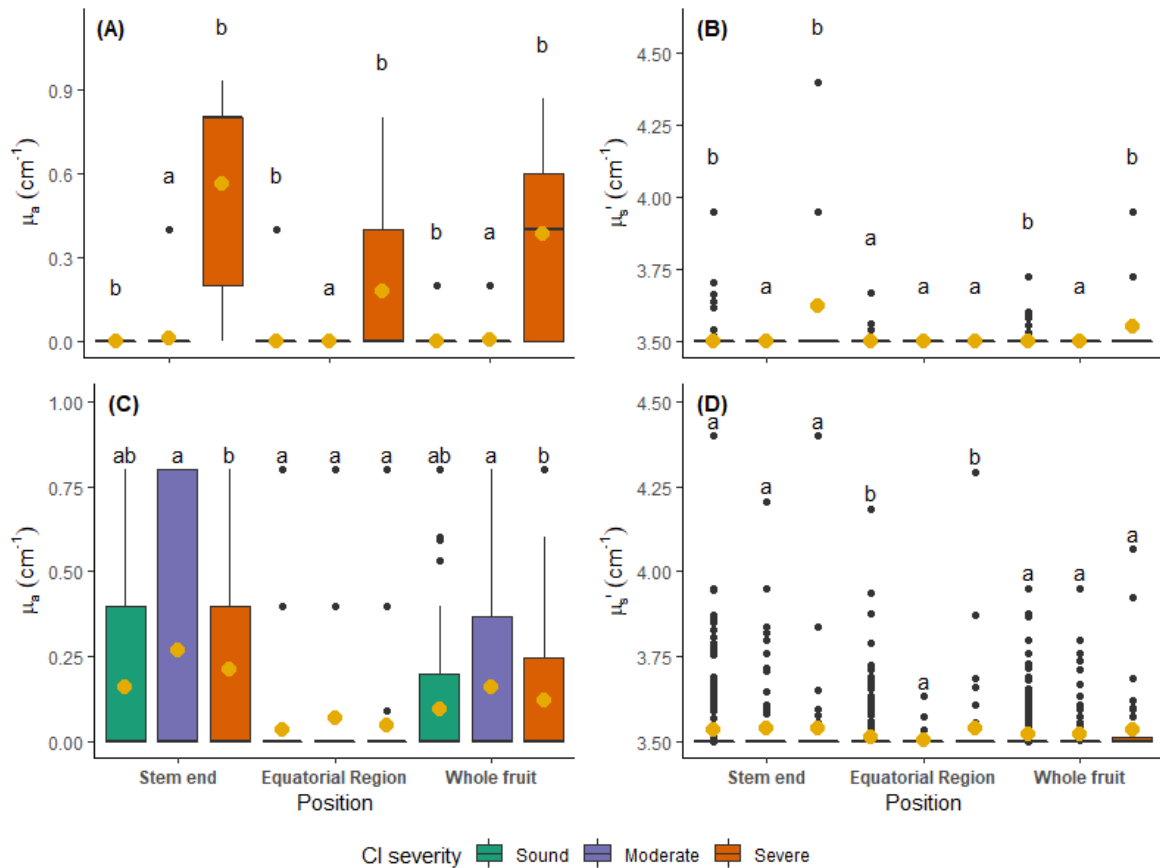 (A)
b
b
b
a
b
b
a
b
a
b
0.9
0.6
0.3
0.0
μa (cm⁻¹)
(B)
b
b
b
a
a
a
a
b
a
4.50
4.25
4.00
3.75
3.50
μs' (cm⁻¹)
(C)
ab a b a a a ab a b
1.00
0.75
0.50
0.25
0.00
μa (cm⁻¹)
Stem end Equatorial Region Whole fruit
Position
(D)
a
a
a
b
a
b
a
a
a
4.50
4.25
4.00
3.75
3.50
μs' (cm⁻¹)
Stem end Equatorial Region Whole fruit
Position
CI severity Sound Moderate Severe